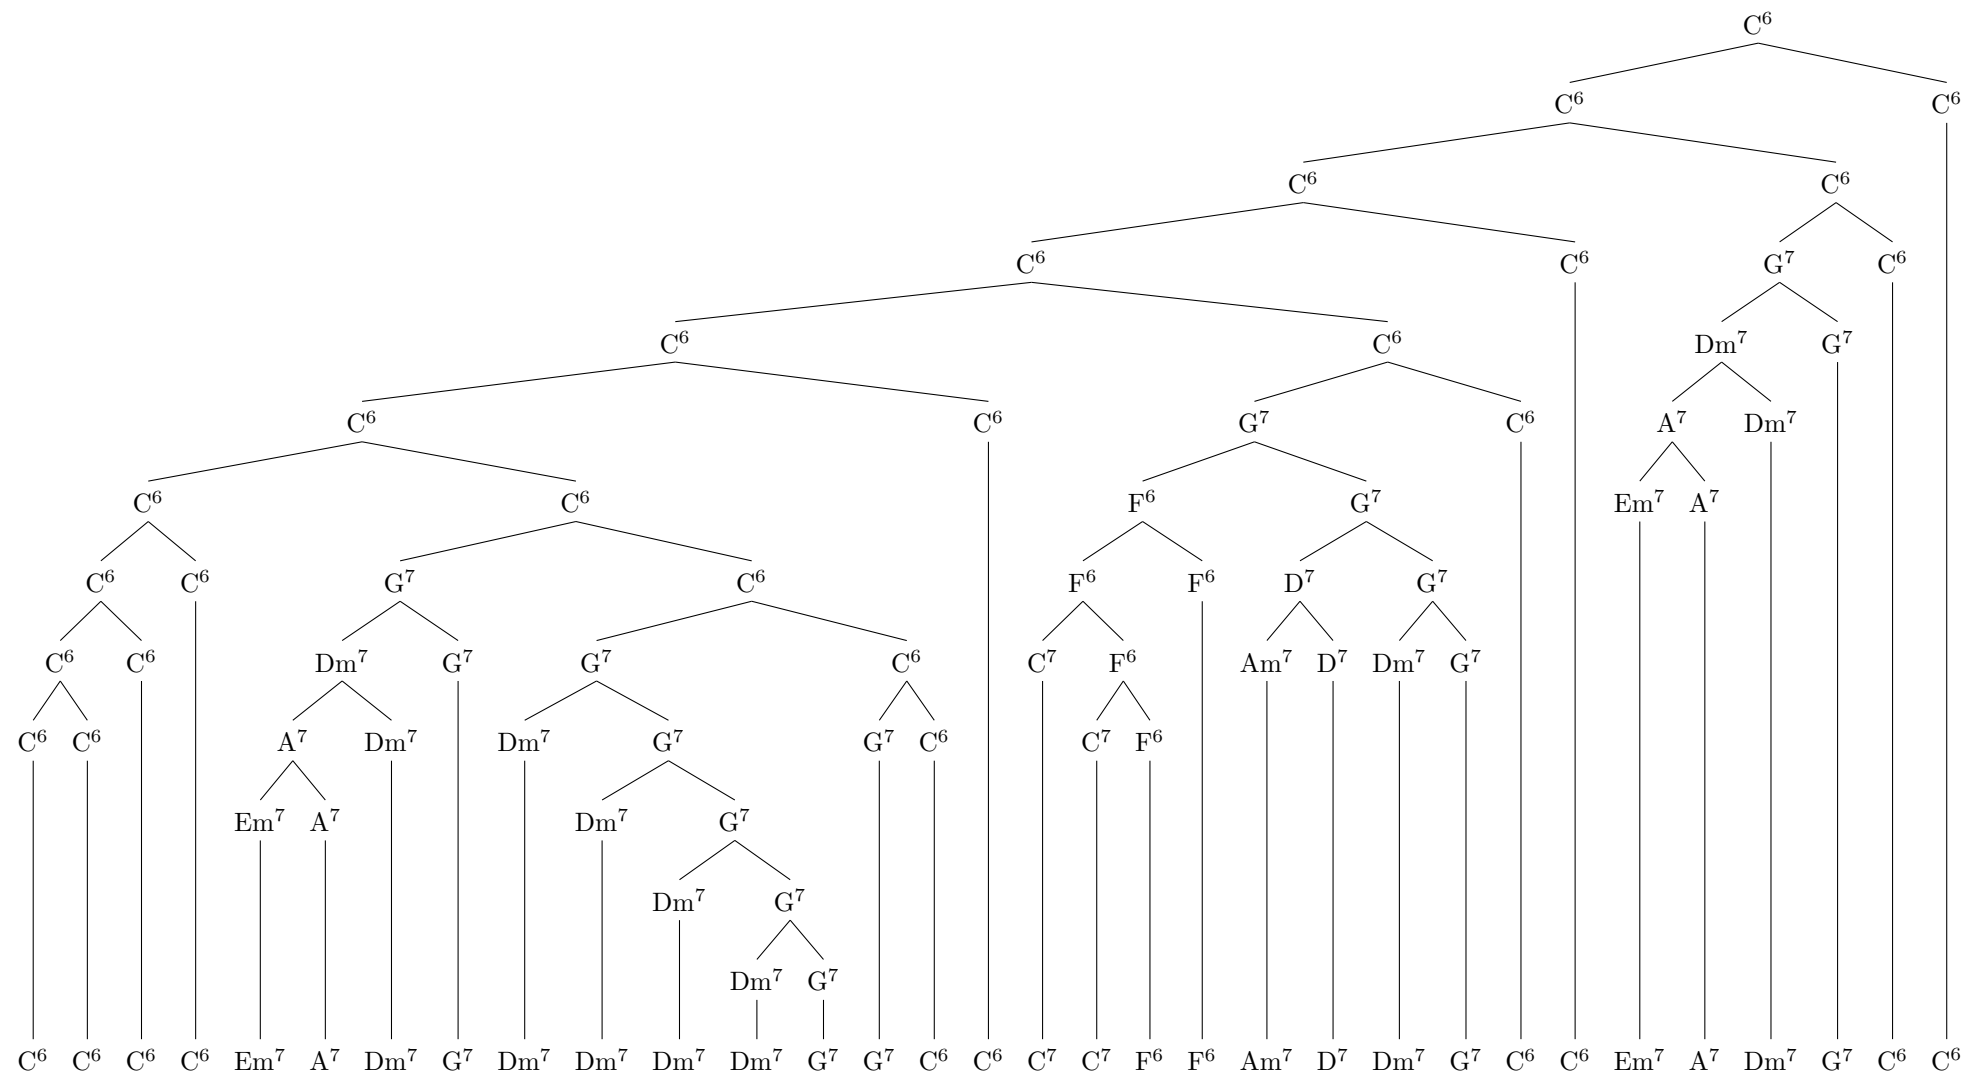 C⁶
C⁶ C⁶
C⁶ C⁶
C⁶ C⁶ G⁷ C⁶
C⁶ C⁶ Dm⁷ G⁷
C⁶ C⁶ G⁷ C⁶ A⁷ Dm⁷
C⁶ C⁶ F⁶ G⁷ Em⁷ A⁷
C⁶ C⁶ G⁷ C⁶ F⁶ F⁶ D⁷ G⁷
C⁶ C⁶ Dm⁷ G⁷ G⁷ C⁶ C⁷ F⁶ Am⁷ D⁷ Dm⁷ G⁷
C⁶ C⁶ A⁷ Dm⁷ Dm⁷ G⁷ G⁷ C⁶ C⁷ F⁶
Em⁷ A⁷ Dm⁷ G⁷
Dm⁷ G⁷
Dm⁷ G⁷
C⁶ C⁶ C⁶ C⁶ Em⁷ A⁷ Dm⁷ G⁷ Dm⁷ Dm⁷ Dm⁷ Dm⁷ G⁷ G⁷ C⁶ C⁶ C⁷ C⁷ F⁶ F⁶ Am⁷ D⁷ Dm⁷ G⁷ C⁶ C⁶ Em⁷ A⁷ Dm⁷ G⁷ C⁶ C⁶